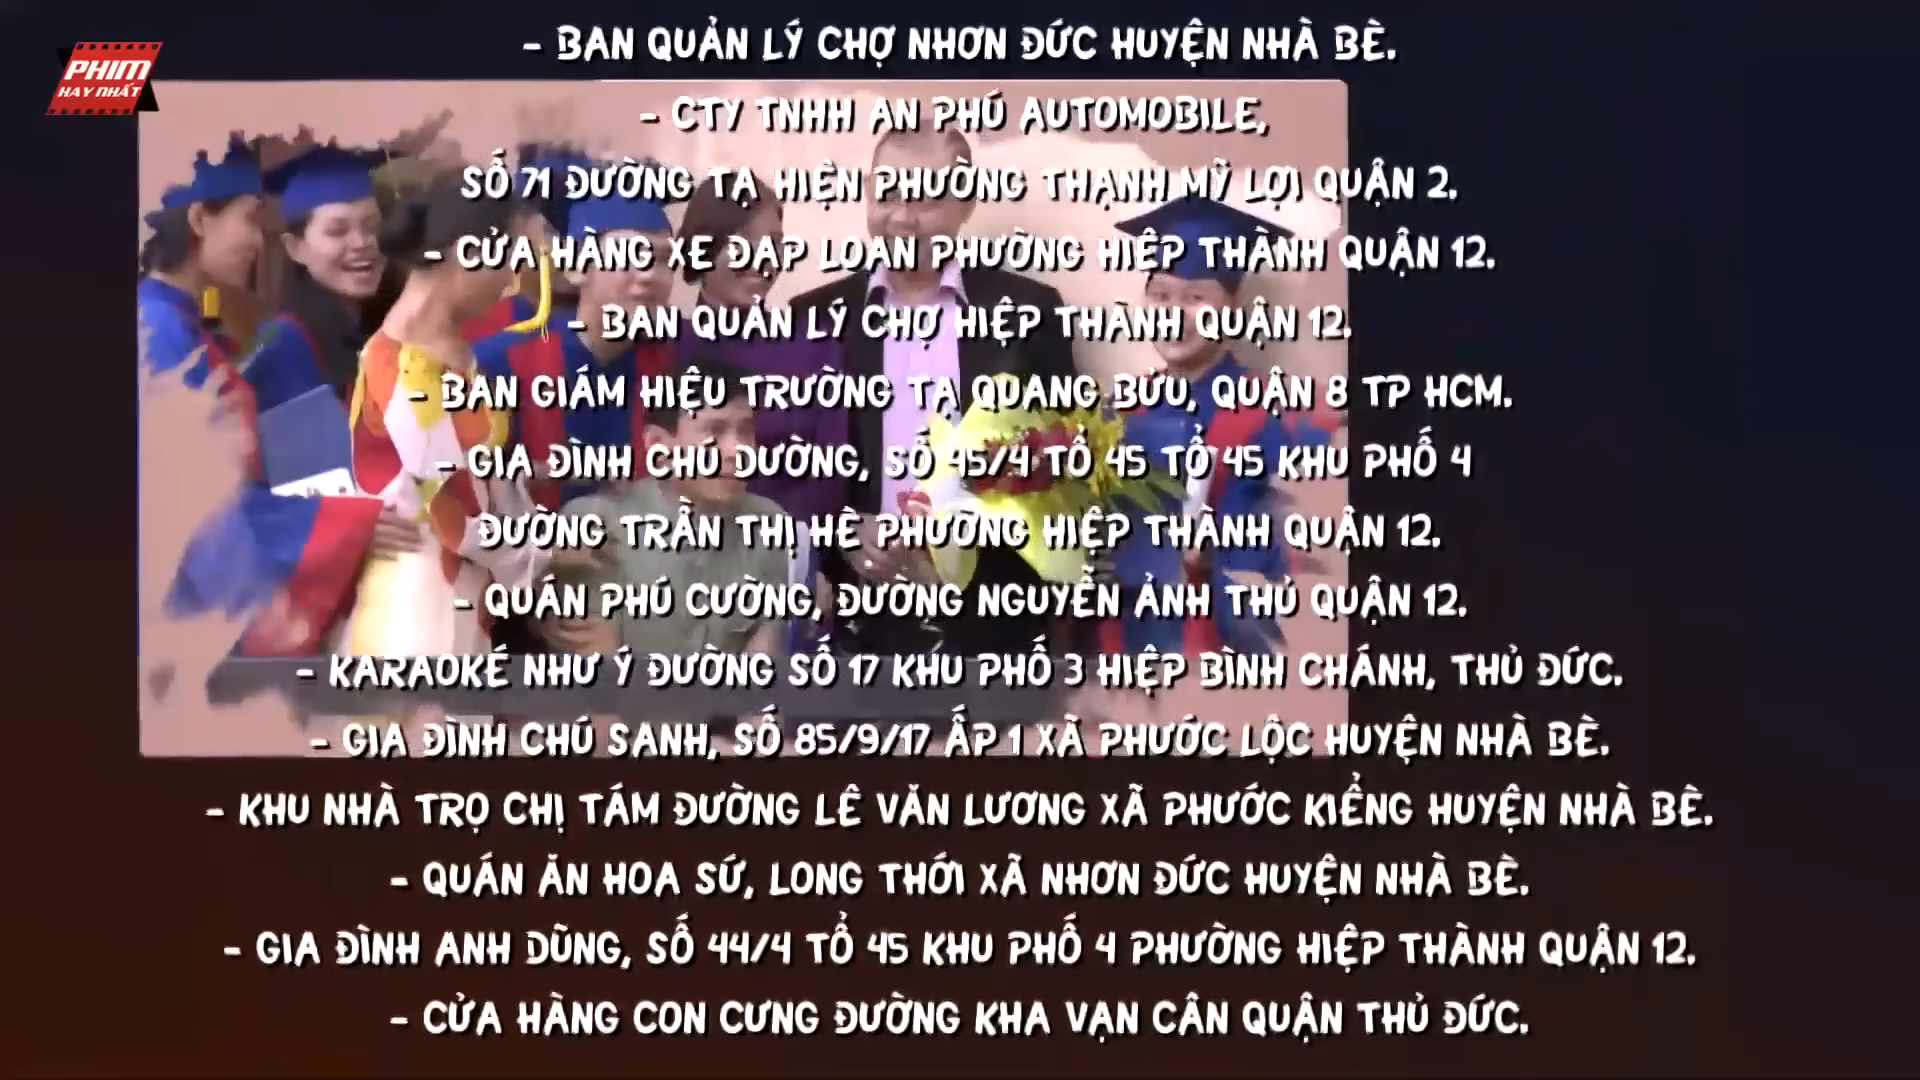 - BAN QUẢN LÝ CHỢ NHƠN ĐỨC HUYỆN NHÀ BÈ.
PHIM
HAY NHẤT
- CTY TNHH AN PHÚ AUTOMOBILE,
SỐ 71 ĐƯỜNG TẠ HIỆN PHƯỜNG THẠNH MỸ LỢI QUẬN 2.
- CỬA HÀNG XE ĐẠP LOAN PHƯỜNG HIỆP THÀNH QUẬN 12.
- BAN QUẢN LÝ CHỢ HIỆP THÀNH QUẬN 12.
- BAN GIÁM HIỆU TRƯỜNG TẠ QUANG BỬU, QUẬN 8 TP HCM.
- GIA ĐÌNH CHÚ DƯỜNG, SỐ 45/4 TỔ 45 TỔ 45 KHU PHỐ 4
ĐƯỜNG TRẦN THỊ HÈ PHƯỜNG HIỆP THÀNH QUẬN 12.
- QUÁN PHÚ CƯỜNG, ĐƯỜNG NGUYỄN ẢNH THỦ QUẬN 12.
- KARAOKÉ NHƯ Ý ĐƯỜNG SỐ 17 KHU PHỐ 3 HIỆP BÌNH CHÁNH, THỦ ĐỨC.
- GIA ĐÌNH CHÚ SANH, SỐ 85/9/17 ẤP 1 XÃ PHƯỚC LỘC HUYỆN NHÀ BÈ.
- KHU NHÀ TRỌ CHỊ TÁM ĐƯỜNG LÊ VĂN LƯƠNG XÃ PHƯỚC KIỂNG HUYỆN NHÀ BÈ.
- QUÁN ĂN HOA SỨ, LONG THỚI XÃ NHƠN ĐỨC HUYỆN NHÀ BÈ.
- GIA ĐÌNH ANH DŨNG, SỐ 44/4 TỔ 45 KHU PHỐ 4 PHƯỜNG HIỆP THÀNH QUẬN 12.
- CỬA HÀNG CON CƯNG ĐƯỜNG KHA VẠN CÂN QUẬN THỦ ĐỨC.